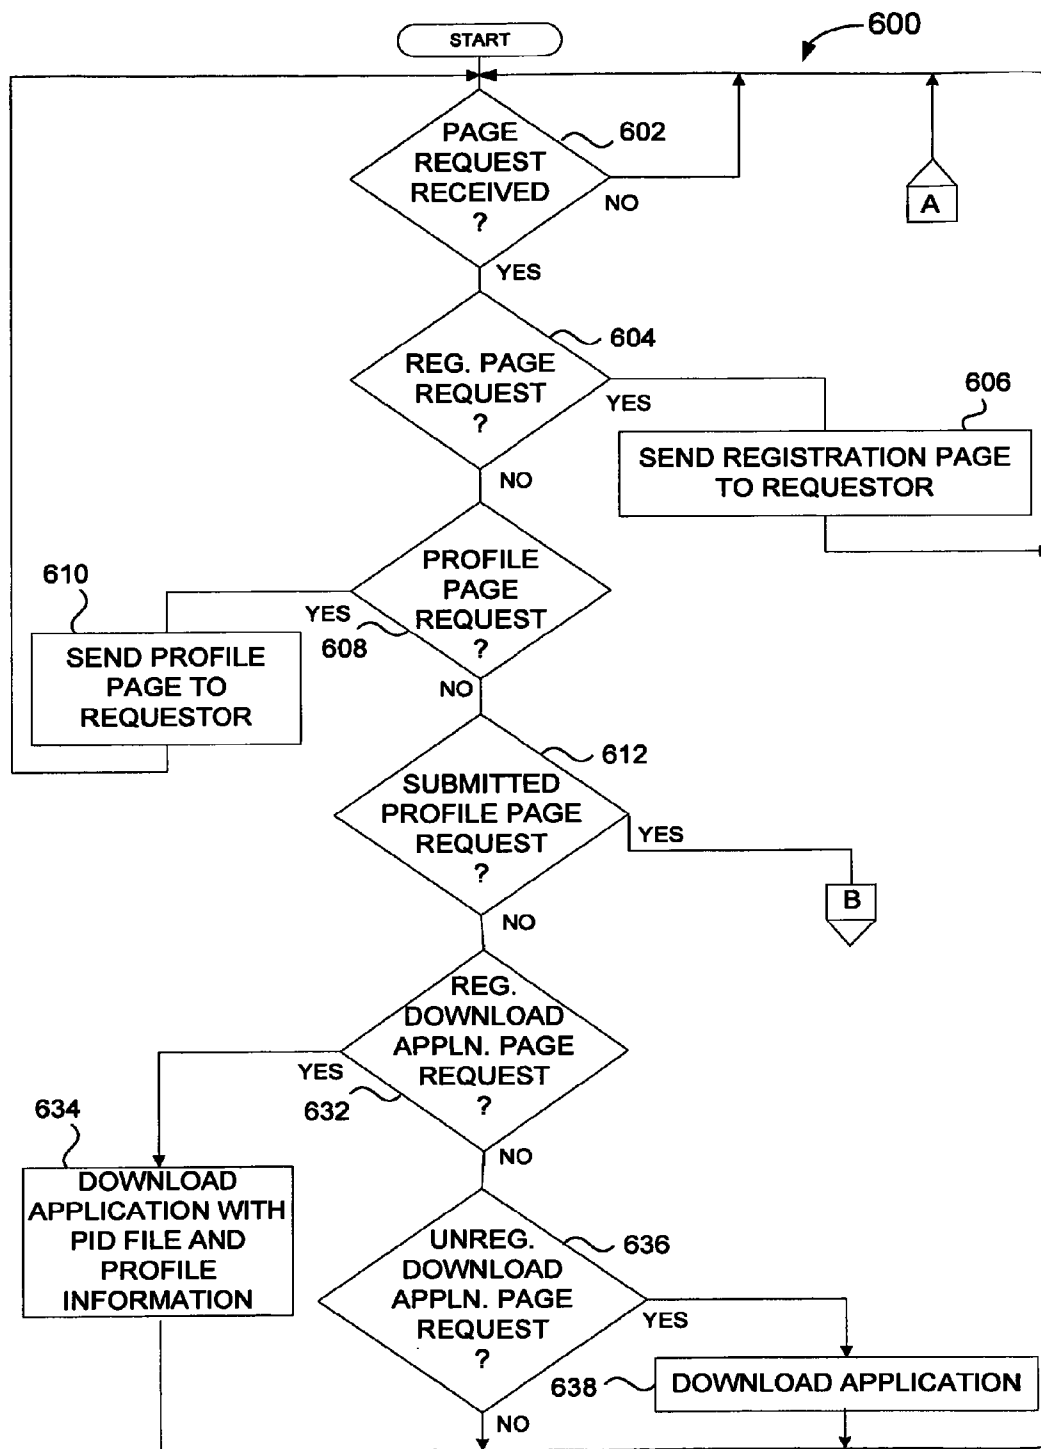 START
600
PAGE
REQUEST
RECEIVED
?
602
NO
A
YES
REG. PAGE
REQUEST
?
604
YES
606
SEND REGISTRATION PAGE
TO REQUESTOR
NO
PROFILE
PAGE
REQUEST
?
608
YES
610
SEND PROFILE
PAGE TO
REQUESTOR
NO
SUBMITTED
PROFILE PAGE
REQUEST
?
612
YES
B
NO
REG.
DOWNLOAD
APPLN. PAGE
REQUEST
?
632
YES
634
DOWNLOAD
APPLICATION WITH
PID FILE AND
PROFILE
INFORMATION
NO
UNREG.
DOWNLOAD
APPLN. PAGE
REQUEST
?
636
YES
638
DOWNLOAD APPLICATION
NO